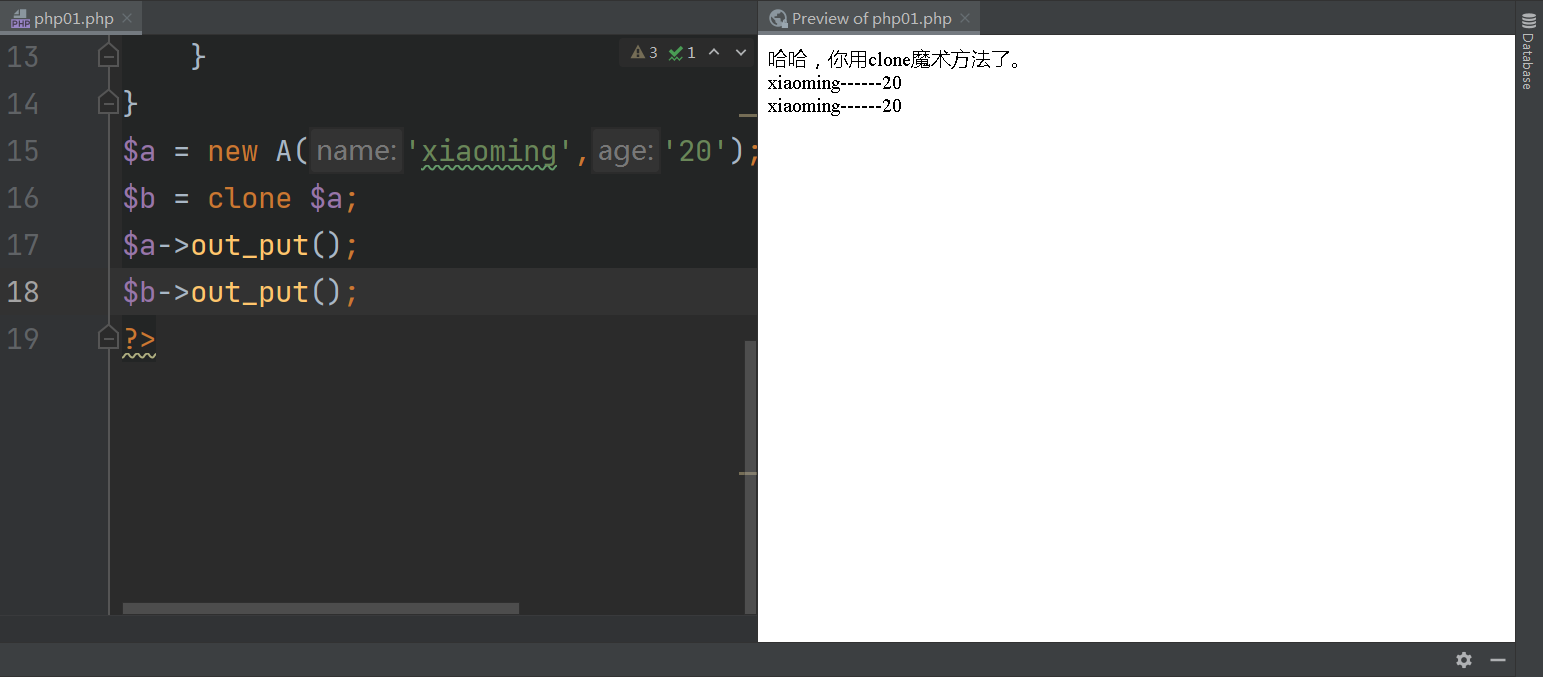 php01.php
Preview of php01.php
Database
3 1
13 }
14 }
15 $a = new A( name: 'xiaoming', age: '20');
16 $b = clone $a;
17 $a->out_put();
18 $b->out_put();
19 ?>
哈哈，你用clone魔术方法了。
xiaoming------20
xiaoming------20